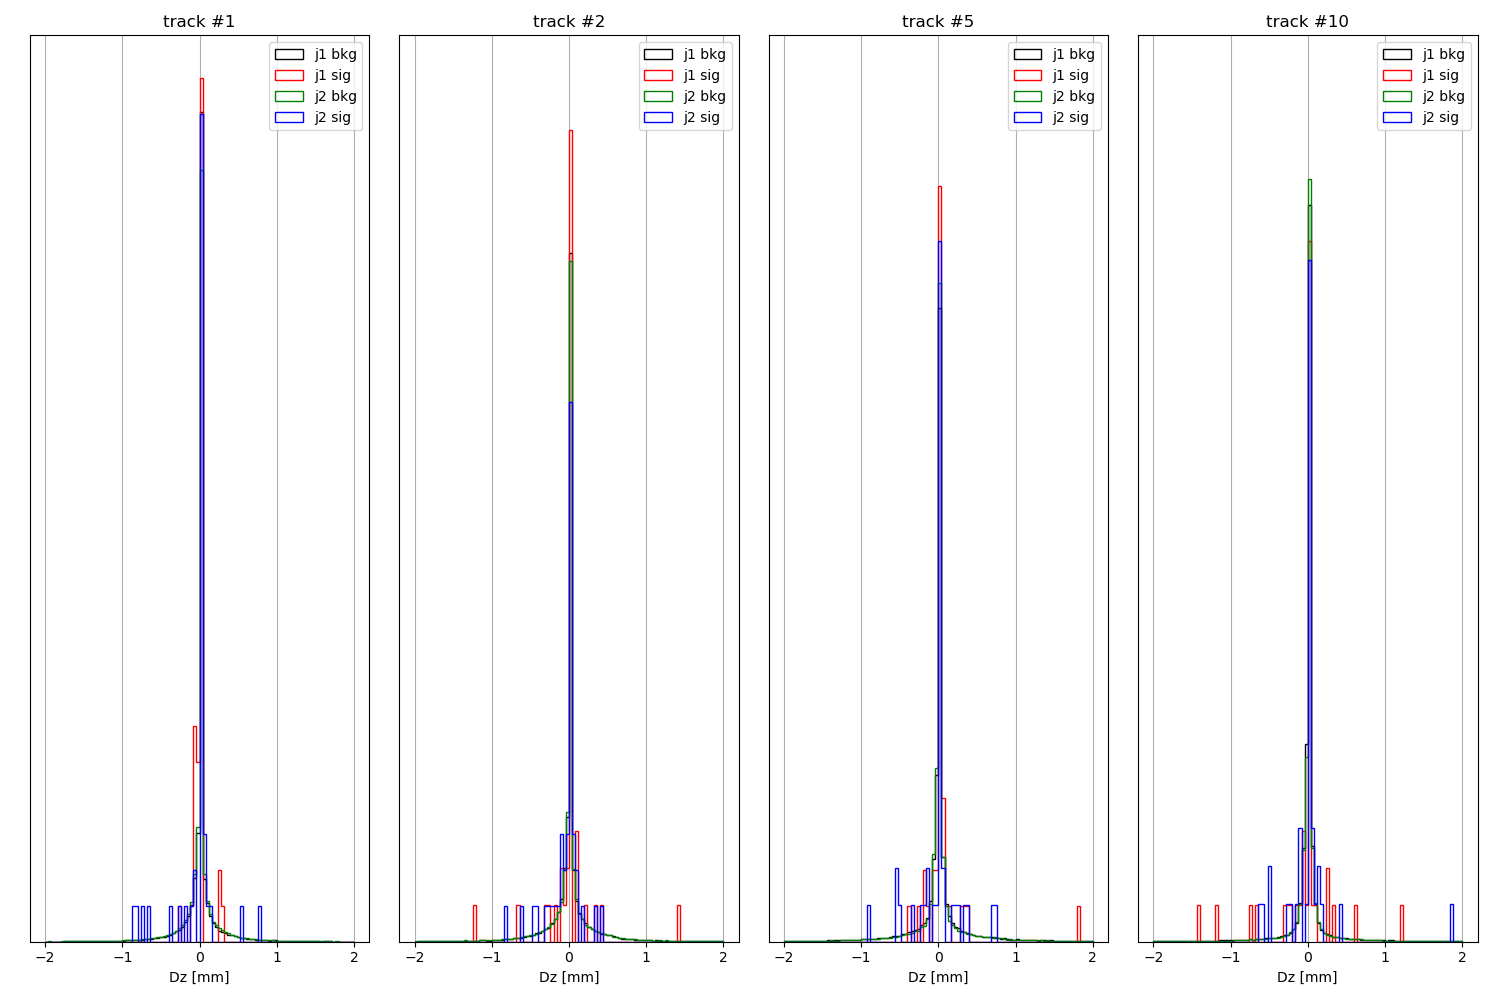 track #1
j1 bkg
j1 sig
j2 bkg
j2 sig
−2
−1
0
1
2
Dz [mm]
track #2
j1 bkg
j1 sig
j2 bkg
j2 sig
−2
−1
0
1
2
Dz [mm]
track #5
j1 bkg
j1 sig
j2 bkg
j2 sig
−2
−1
0
1
2
Dz [mm]
track #10
j1 bkg
j1 sig
j2 bkg
j2 sig
−2
−1
0
1
2
Dz [mm]